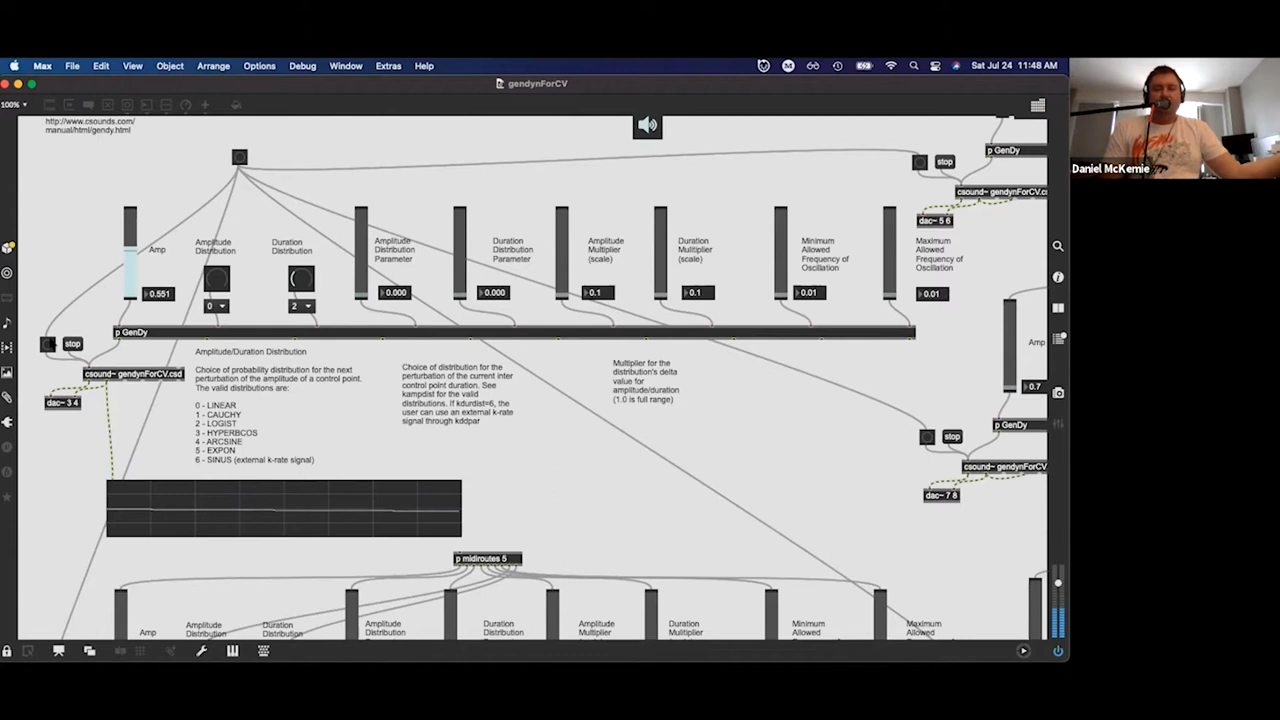 Max File Edit View Object Arrange Options Debug Window Extras Help
Sat Jul 24 11:48 AM
gendynForCV
100%
http://www.csounds.com/
manual/html/gendy.html
Daniel McKemie
stop
p GenDy
csound~ gendynForCV.cs
dac~ 5 6
Amp
Amplitude
Distribution
Duration
Distribution
Amplitude
Distribution
Parameter
Duration
Distribution
Parameter
Amplitude
Multiplier
(scale)
Duration
Multiplier
(scale)
Minimum
Allowed
Frequency of
Oscillation
Maximum
Allowed
Frequency of
Oscillation
0.551
0
2
0.000
0.000
0.1
0.1
0.01
0.01
p GenDy
stop
csound~ gendynForCV.csd
dac~ 3 4
Amplitude/Duration Distribution
Choice of probability distribution for the next
perturbation of the amplitude of a control point.
The valid distributions are:
0 - LINEAR
1 - CAUCHY
2 - LOGIST
3 - HYPERBCOS
4 - ARCSINE
5 - EXPON
6 - SINUS (external k-rate signal)
Choice of distribution for the
perturbation of the current inter
control point duration. See
kampdist for the valid
distributions. If kdurdist=6, the
user can use an external k-rate
signal through kddpar
Multiplier for the
distribution's delta
value for
amplitude/duration
(1.0 is full range)
Amp
0.7
p GenDy
stop
csound~ gendynForCV
dac~ 7 8
p midiroutes 5
Amp
Amplitude
Distribution
Duration
Distribution
Amplitude
Distribution
Duration
Distribution
Amplitude
Multiplier
Duration
Mulitplier
Minimum
Allowed
Maximum
Allowed